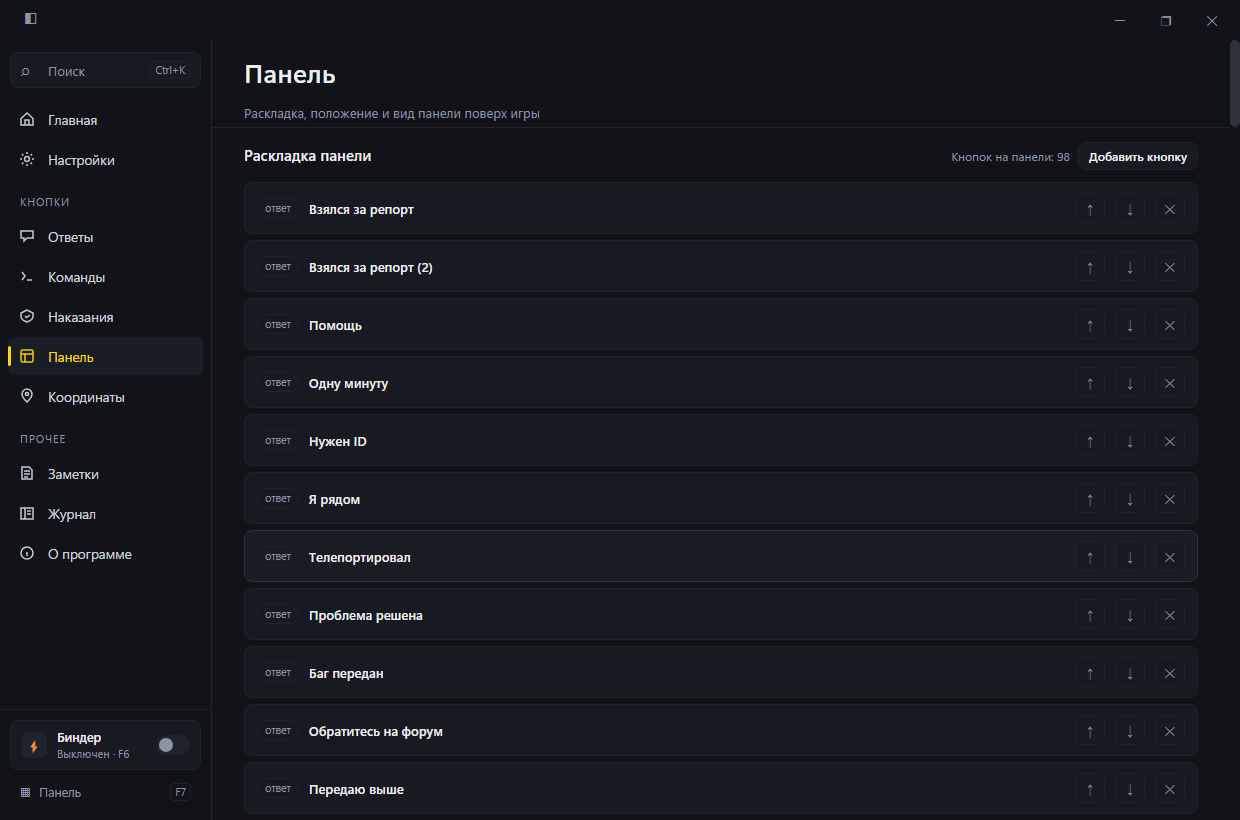 Поиск Ctrl+K
Главная
Настройки
КНОПКИ
Ответы
Команды
Наказания
Панель
Координаты
ПРОЧЕЕ
Заметки
Журнал
О программе
Биндер
Выключен · F6
Панель F7
Панель
Раскладка, положение и вид панели поверх игры
Раскладка панели Кнопок на панели: 98 Добавить кнопку
ответ Взялся за репорт
ответ Взялся за репорт (2)
ответ Помощь
ответ Одну минуту
ответ Нужен ID
ответ Я рядом
ответ Телепортировал
ответ Проблема решена
ответ Баг передан
ответ Обратитесь на форум
ответ Передаю выше